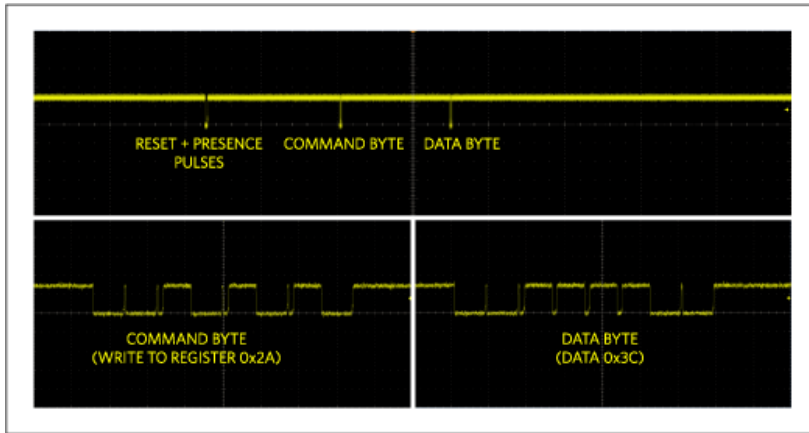 RESET + PRESENCE
PULSES
COMMAND BYTE
DATA BYTE
COMMAND BYTE
(WRITE TO REGISTER 0x2A)
DATA BYTE
(DATA 0x3C)